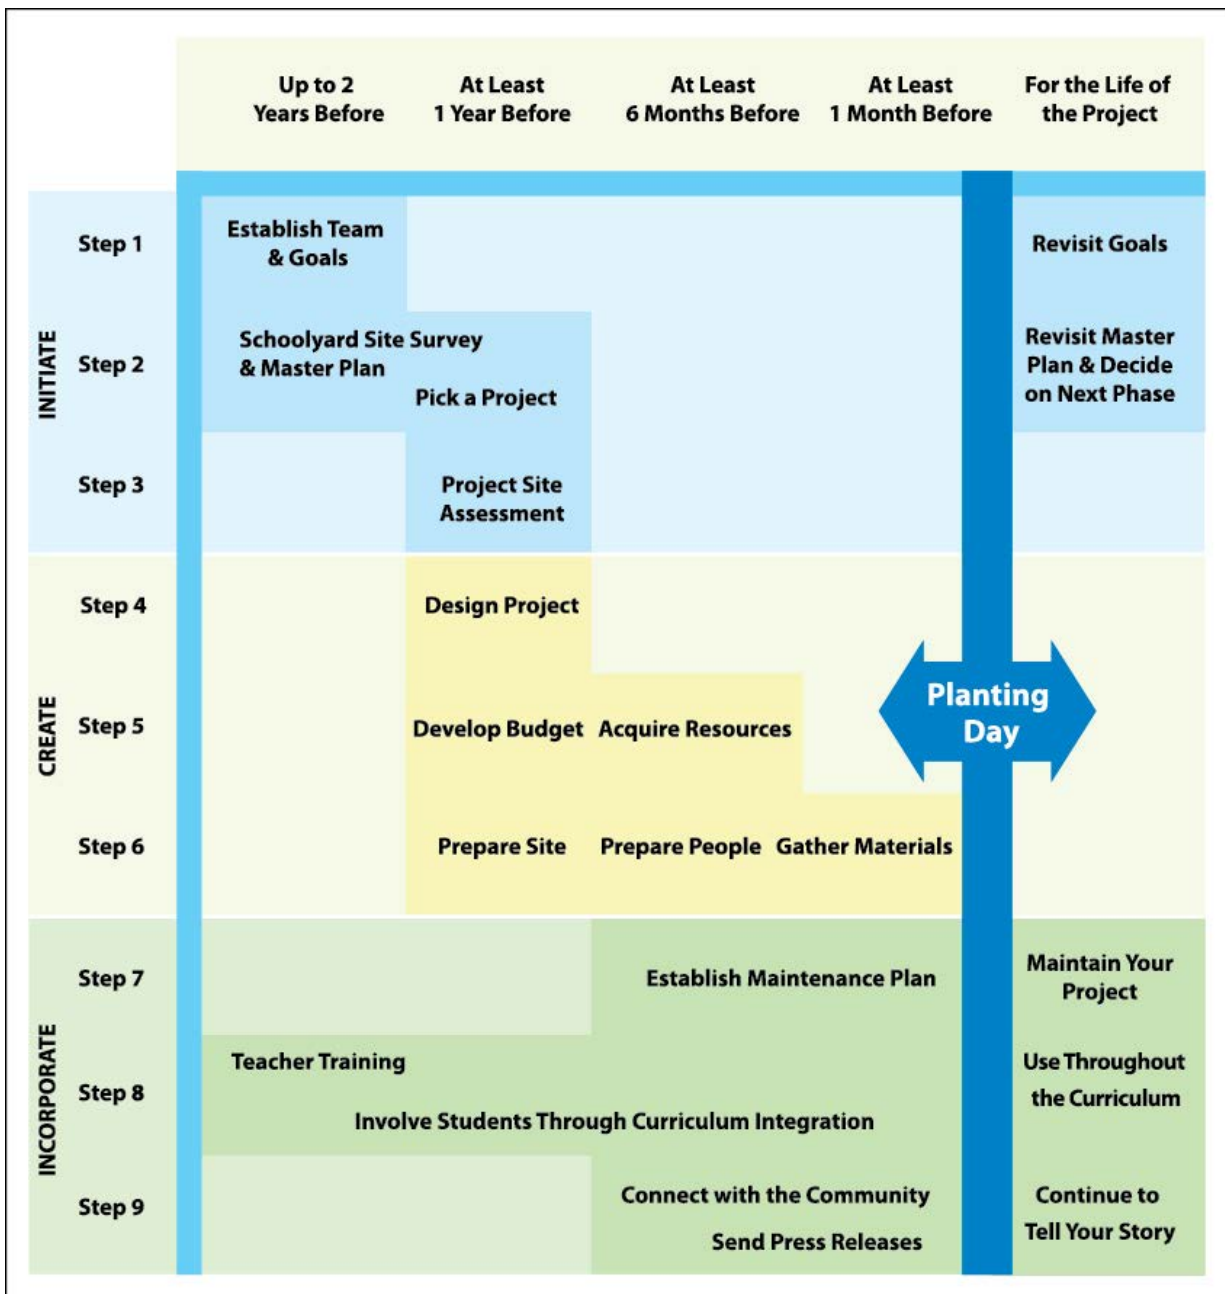 Up to 2
Years Before
At Least
1 Year Before
At Least
6 Months Before
At Least
1 Month Before
For the Life of
the Project
INITIATE
Step 1
Establish Team
& Goals
Revisit Goals
Step 2
Schoolyard Site Survey
& Master Plan
Pick a Project
Revisit Master
Plan & Decide
on Next Phase
Step 3
Project Site
Assessment
CREATE
Step 4
Design Project
Step 5
Develop Budget
Acquire Resources
Planting
Day
Step 6
Prepare Site
Prepare People
Gather Materials
INCORPORATE
Step 7
Establish Maintenance Plan
Maintain Your
Project
Step 8
Teacher Training
Involve Students Through Curriculum Integration
Use Throughout
the Curriculum
Step 9
Connect with the Community
Send Press Releases
Continue to
Tell Your Story